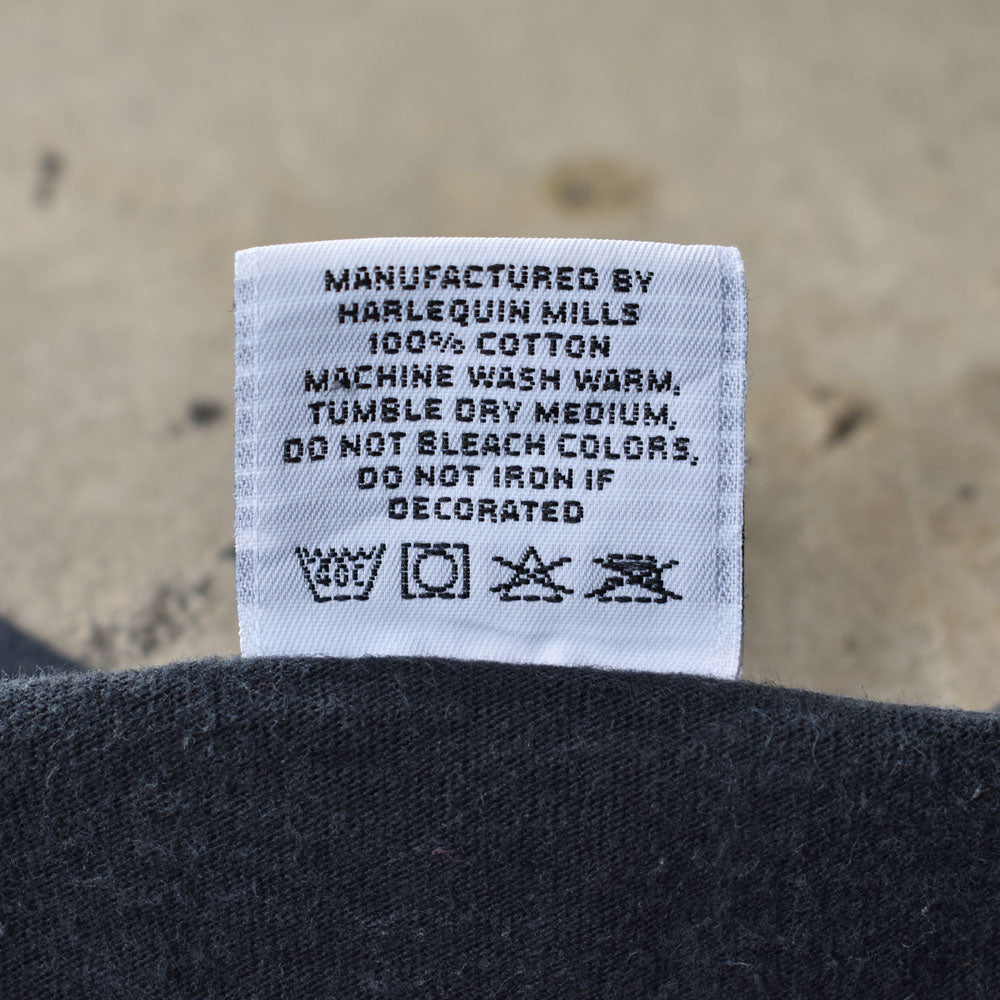 MANUFACTURED BY
HARLEQUIN MILLS
100% COTTON
MACHINE WASH WARM,
TUMBLE DRY MEDIUM,
DO NOT BLEACH COLORS,
DO NOT IRON IF
DECORATED
40C